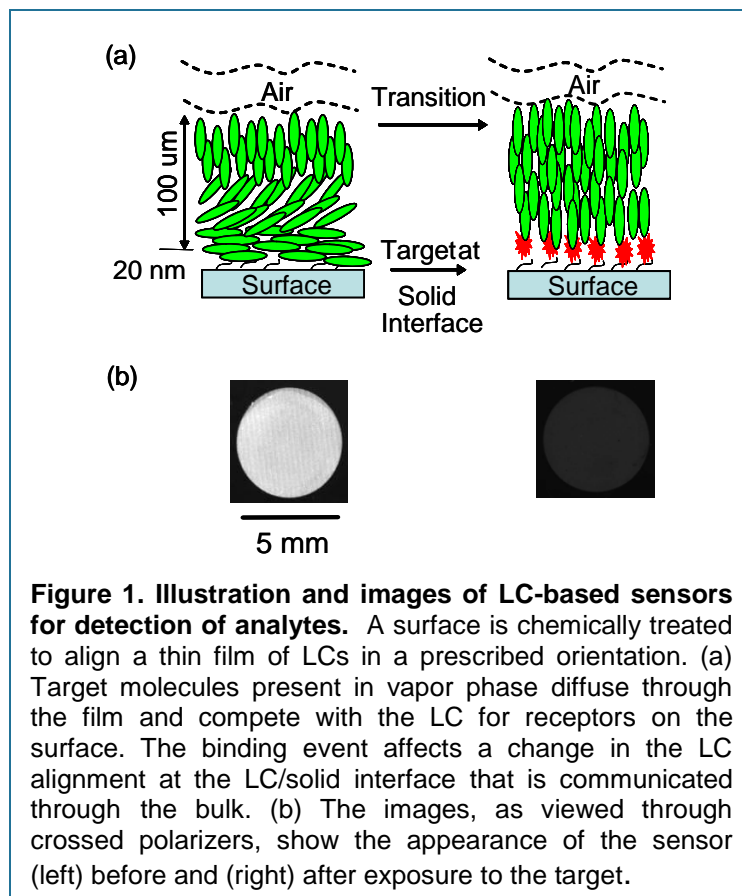 (a)
Air
Transition
Air
100 um
20 nm
Targetat
Solid
Interface
Surface
Surface
(b)
5 mm
Figure 1. Illustration and images of LC-based sensors
for detection of analytes. A surface is chemically treated
to align a thin film of LCs in a prescribed orientation. (a)
Target molecules present in vapor phase diffuse through
the film and compete with the LC for receptors on the
surface. The binding event affects a change in the LC
alignment at the LC/solid interface that is communicated
through the bulk. (b) The images, as viewed through
crossed polarizers, show the appearance of the sensor
(left) before and (right) after exposure to the target.